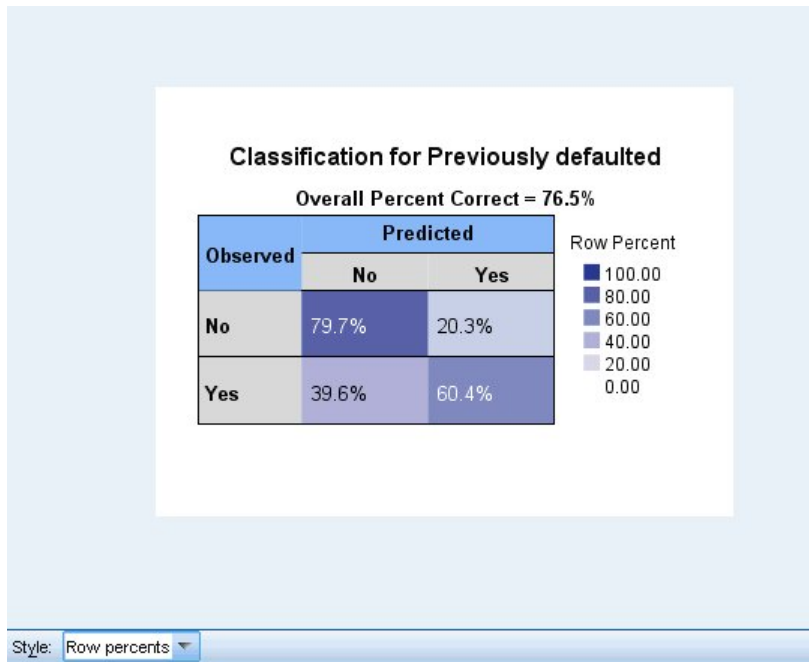 Classification for Previously defaulted
Overall Percent Correct = 76.5%
Observed
Predicted
No Yes
No 79.7% 20.3%
Yes 39.6% 60.4%
Row Percent
100.00
80.00
60.00
40.00
20.00
0.00
Style: Row percents